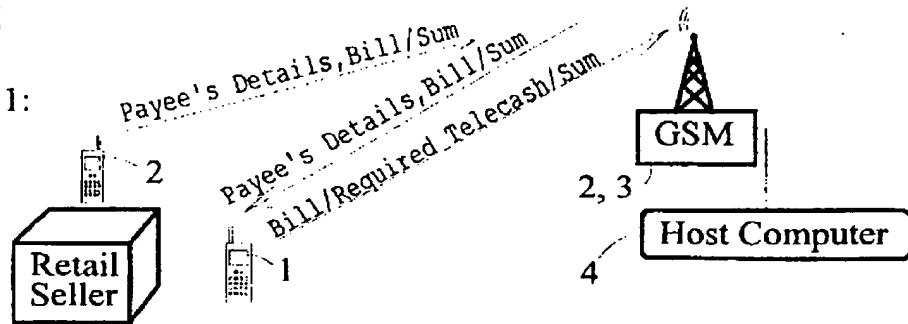 Payee's Details,Bill/Sum
1:
Payee's Details,Bill/Sum
Bill/Required Telecash/Sum
GSM
2
2, 3
Retail
Seller
1
4
Host Computer